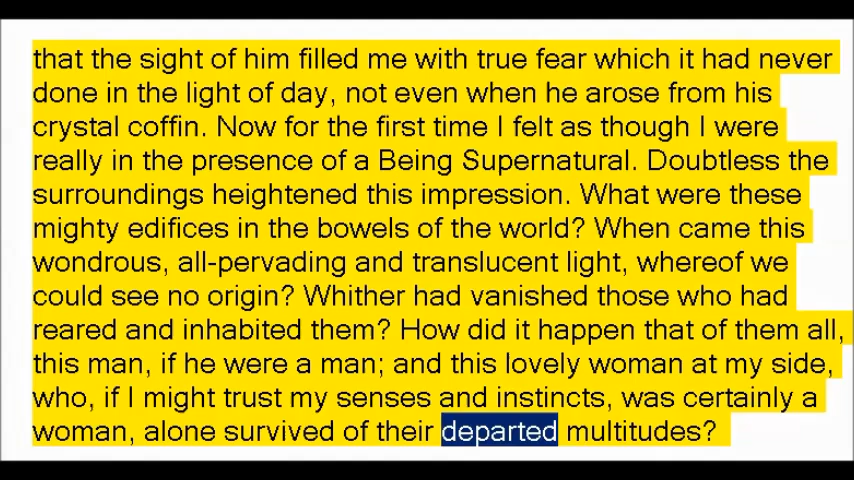 that the sight of him filled me with true fear which it had never
done in the light of day, not even when he arose from his
crystal coffin. Now for the first time I felt as though I were
really in the presence of a Being Supernatural. Doubtless the
surroundings heightened this impression. What were these
mighty edifices in the bowels of the world? When came this
wondrous, all-pervading and translucent light, whereof we
could see no origin? Whither had vanished those who had
reared and inhabited them? How did it happen that of them all,
this man, if he were a man; and this lovely woman at my side,
who, if I might trust my senses and instincts, was certainly a
woman, alone survived of their departed multitudes?